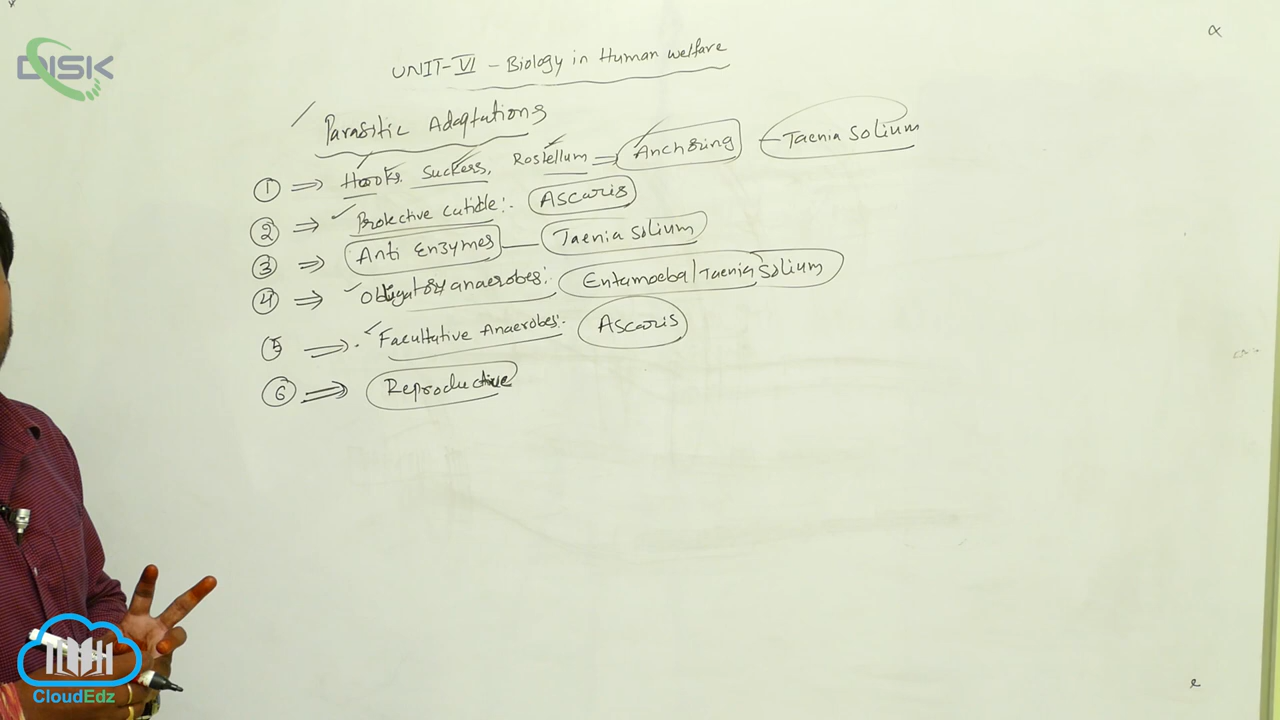 DISK
UNIT-VI - Biology in Human welfare
Parasitic Adaptations
① ⇒ Hooks, Suckers, Rostellum = Anchoring - Taenia Solium
② ⇒ Protective Cuticle:- Ascaris
③ ⇒ Anti Enzymes - Taenia Solium
④ ⇒ Obligatory anaerobes:- Entamoeba/Taenia Solium
⑤ ⇒ Facultative Anaerobes:- Ascaris
⑥ ⇒ Reproductive
CloudEdz